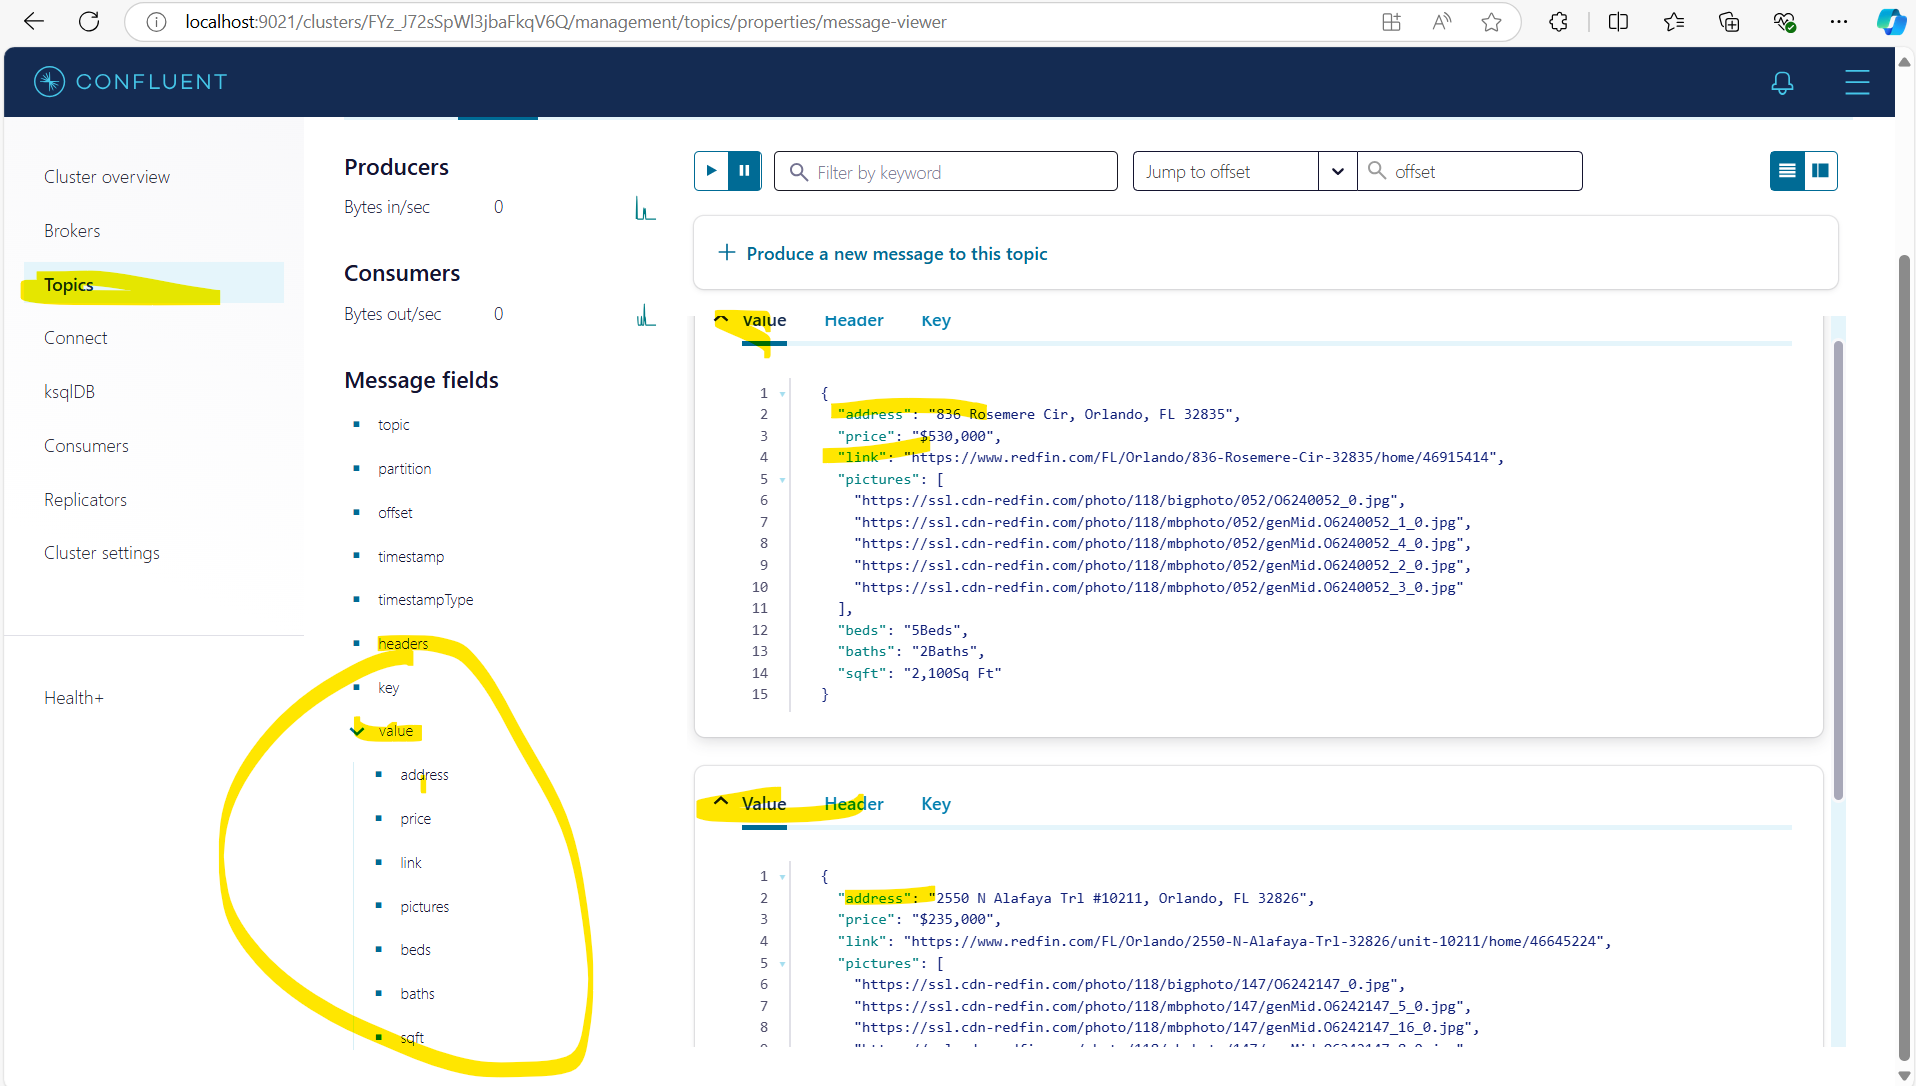 localhost:9021/clusters/FYz_J72sSpWl3jbaFkqV6Q/management/topics/properties/message-viewer
CONFLUENT
Cluster overview
Brokers
Topics
Connect
ksqlDB
Consumers
Replicators
Cluster settings
Health+
Producers
Bytes in/sec 0
Consumers
Bytes out/sec 0
Message fields
topic
partition
offset
timestamp
timestampType
headers
key
value
address
price
link
pictures
beds
baths
sqft
Filter by keyword
Jump to offset
offset
+ Produce a new message to this topic
Value Header Key
1 {
2 "address": "836 Rosemere Cir, Orlando, FL 32835",
3 "price": "$530,000",
4 "link": "https://www.redfin.com/FL/Orlando/836-Rosemere-Cir-32835/home/46915414",
5 "pictures": [
6 "https://ssl.cdn-redfin.com/photo/118/bigphoto/052/O6240052_0.jpg",
7 "https://ssl.cdn-redfin.com/photo/118/mbphoto/052/genMid.O6240052_1_0.jpg",
8 "https://ssl.cdn-redfin.com/photo/118/mbphoto/052/genMid.O6240052_4_0.jpg",
9 "https://ssl.cdn-redfin.com/photo/118/mbphoto/052/genMid.O6240052_2_0.jpg",
10 "https://ssl.cdn-redfin.com/photo/118/mbphoto/052/genMid.O6240052_3_0.jpg"
11 ],
12 "beds": "5Beds",
13 "baths": "2Baths",
14 "sqft": "2,100Sq Ft"
15 }
Value Header Key
1 {
2 "address": "2550 N Alafaya Trl #10211, Orlando, FL 32826",
3 "price": "$235,000",
4 "link": "https://www.redfin.com/FL/Orlando/2550-N-Alafaya-Trl-32826/unit-10211/home/46645224",
5 "pictures": [
6 "https://ssl.cdn-redfin.com/photo/118/bigphoto/147/O6242147_0.jpg",
7 "https://ssl.cdn-redfin.com/photo/118/mbphoto/147/genMid.O6242147_5_0.jpg",
8 "https://ssl.cdn-redfin.com/photo/118/mbphoto/147/genMid.O6242147_16_0.jpg",